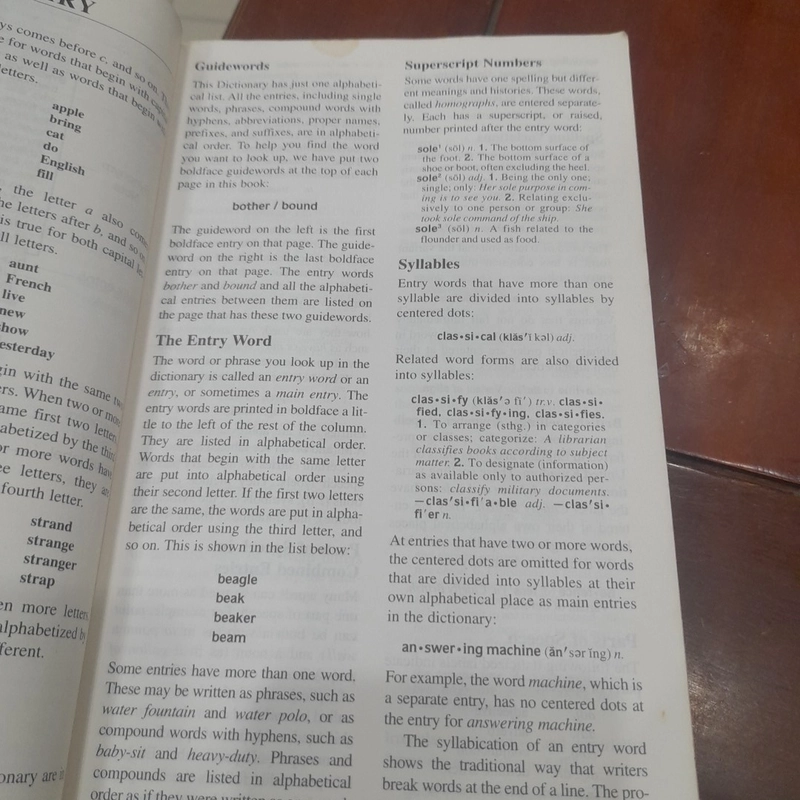 RY
ys comes before c, and so on. Th
e for words that begin with
as well as words that begin
letters.
apple
bring
cat
do
English
fill
, the letter a also com
he letters after b, and so
is true for both capital
ll letters.
aunt
French
live
new
show
esterday
gin with the same
ers. When two or mo
ame first two letter
abetized by the thi
or more words have
ee letters, they a
fourth letter.
strand
strange
stranger
strap
en more letters
alphabetized by
ferent.
onary are
Guidewords
This Dictionary has just one alphabeti-
cal list. All the entries, including single
words, phrases, compound words with
hyphens, abbreviations, proper names,
prefixes, and suffixes, are in alphabeti-
cal order. To help you find the word
you want to look up, we have put two
boldface guidewords at the top of each
page in this book:
bother / bound
The guideword on the left is the first
boldface entry on that page. The guide-
word on the right is the last boldface
entry on that page. The entry words
bother and bound and all the alphabeti-
cal entries between them are listed on
the page that has these two guidewords.
The Entry Word
The word or phrase you look up in the
dictionary is called an entry word or an
entry, or sometimes a main entry. The
entry words are printed in boldface a lit-
tle to the left of the rest of the column.
They are listed in alphabetical order.
Words that begin with the same letter
are put into alphabetical order using
their second letter. If the first two letters
are the same, the words are put in alpha-
betical order using the third letter, and
so on. This is shown in the list below:
beagle
beak
beaker
beam
Some entries have more than one word.
These may be written as phrases, such as
water fountain and water polo, or as
compound words with hyphens, such as
baby-sit and heavy-duty. Phrases and
compounds are listed in alphabetical
order as if they were written
Superscript Numbers
Some words have one spelling but differ-
ent meanings and histories. These words,
called homographs, are entered separate-
ly. Each has a superscript, or raised,
number printed after the entry word:
sole¹ (sōl) n. 1. The bottom surface of
the foot. 2. The bottom surface of a
shoe or boot, often excluding the heel.
sole² (sōl) adj. 1. Being the only one;
single; only: Her sole purpose in com-
ing is to see you. 2. Relating exclu-
sively to one person or group: She
took sole command of the ship.
sole³ (sōl) n. A fish related to the
flounder and used as food.
Syllables
Entry words that have more than one
syllable are divided into syllables by
centered dots:
clas•si•cal (klăs′ĭ kəl) adj.
Related word forms are also divided
into syllables:
clas•si•fy (klăs′ə fī′) tr.v. clas•si•
fied, clas•si•fy•ing, clas•si•fies.
1. To arrange (sthg.) in categories
or classes; categorize: A librarian
classifies books according to subject
matter. 2. To designate (information)
as available only to authorized per-
sons: classify military documents.
—clas′si•fi′a•ble adj. —clas′si•
fi′er n.
At entries that have two or more words,
the centered dots are omitted for words
that are divided into syllables at their
own alphabetical place as main entries
in the dictionary:
an•swer•ing machine (ăn′sər ĭng) n.
For example, the word machine, which is
a separate entry, has no centered dots at
the entry for answering machine.
The syllabication of an entry word
shows the traditional way that writers
break words at the end of a line. The pro-